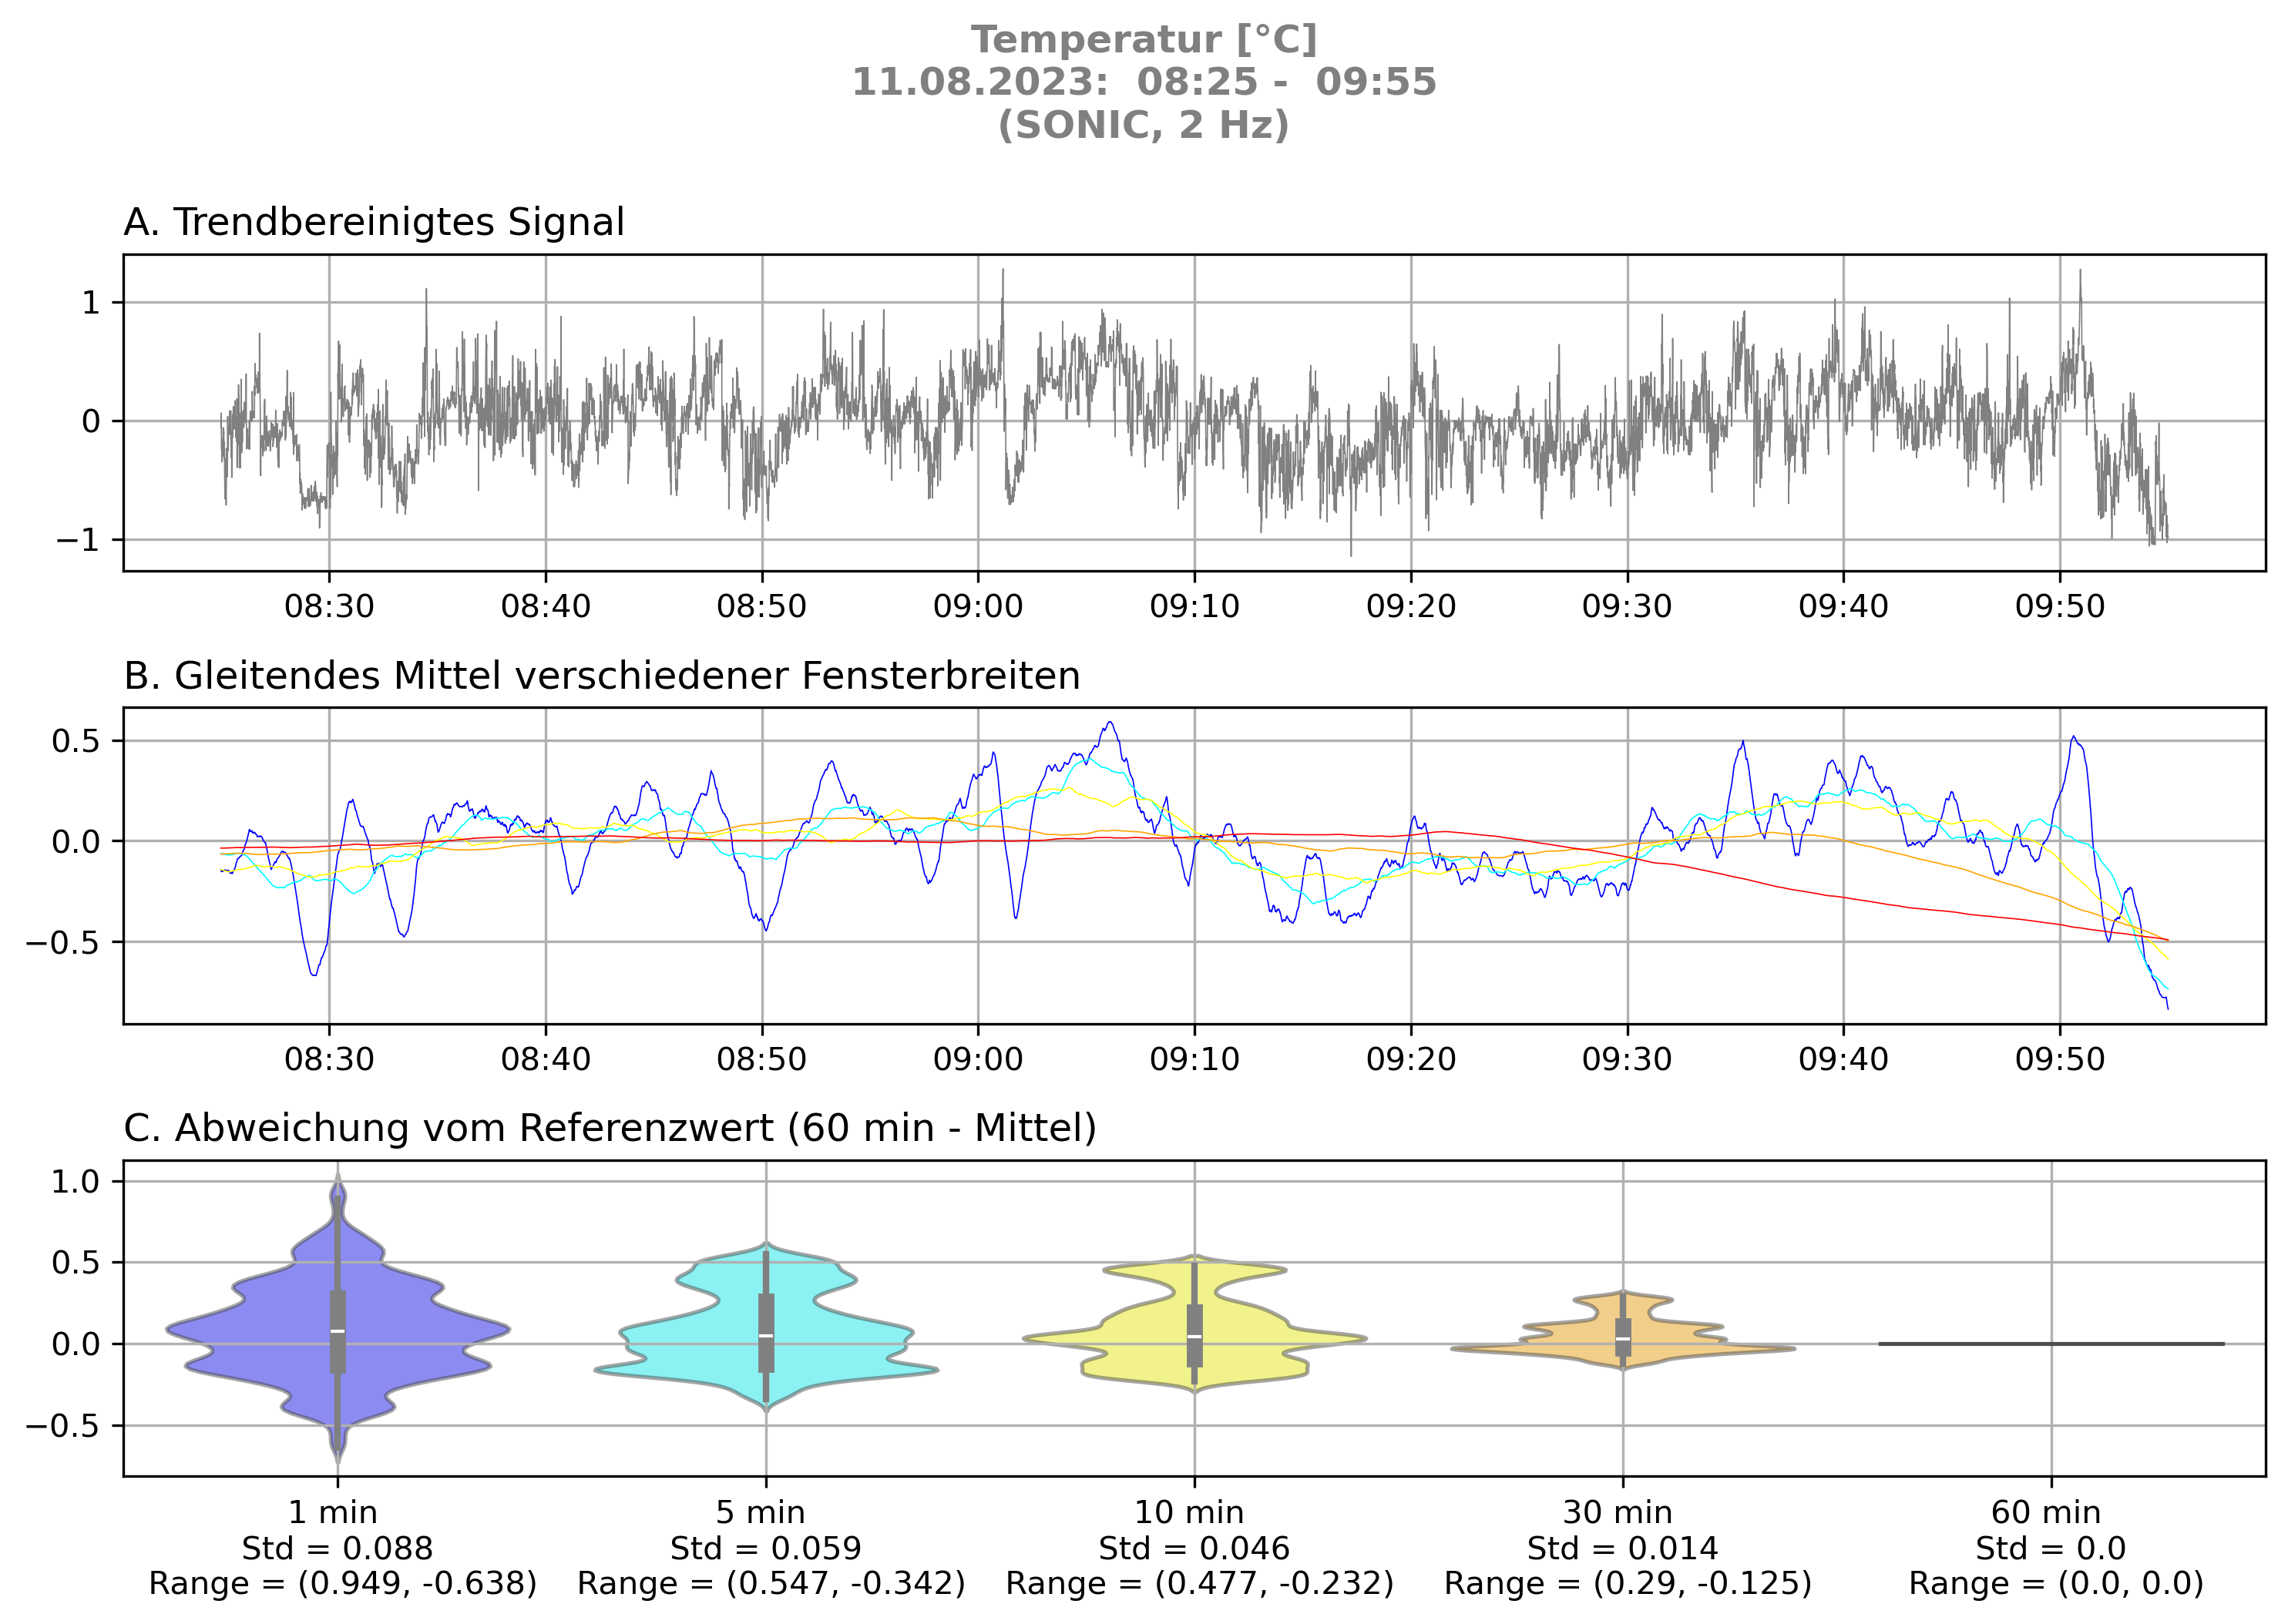 Temperatur [°C]
11.08.2023:  08:25 -  09:55
(SONIC, 2 Hz)
A. Trendbereinigtes Signal
1
0
−1
08:30 08:40 08:50 09:00 09:10 09:20 09:30 09:40 09:50
B. Gleitendes Mittel verschiedener Fensterbreiten
0.5
0.0
−0.5
08:30 08:40 08:50 09:00 09:10 09:20 09:30 09:40 09:50
C. Abweichung vom Referenzwert (60 min - Mittel)
1.0
0.5
0.0
−0.5
1 min 5 min 10 min 30 min 60 min
Std = 0.088 Std = 0.059 Std = 0.046 Std = 0.014 Std = 0.0
Range = (0.949, -0.638) Range = (0.547, -0.342) Range = (0.477, -0.232) Range = (0.29, -0.125) Range = (0.0, 0.0)